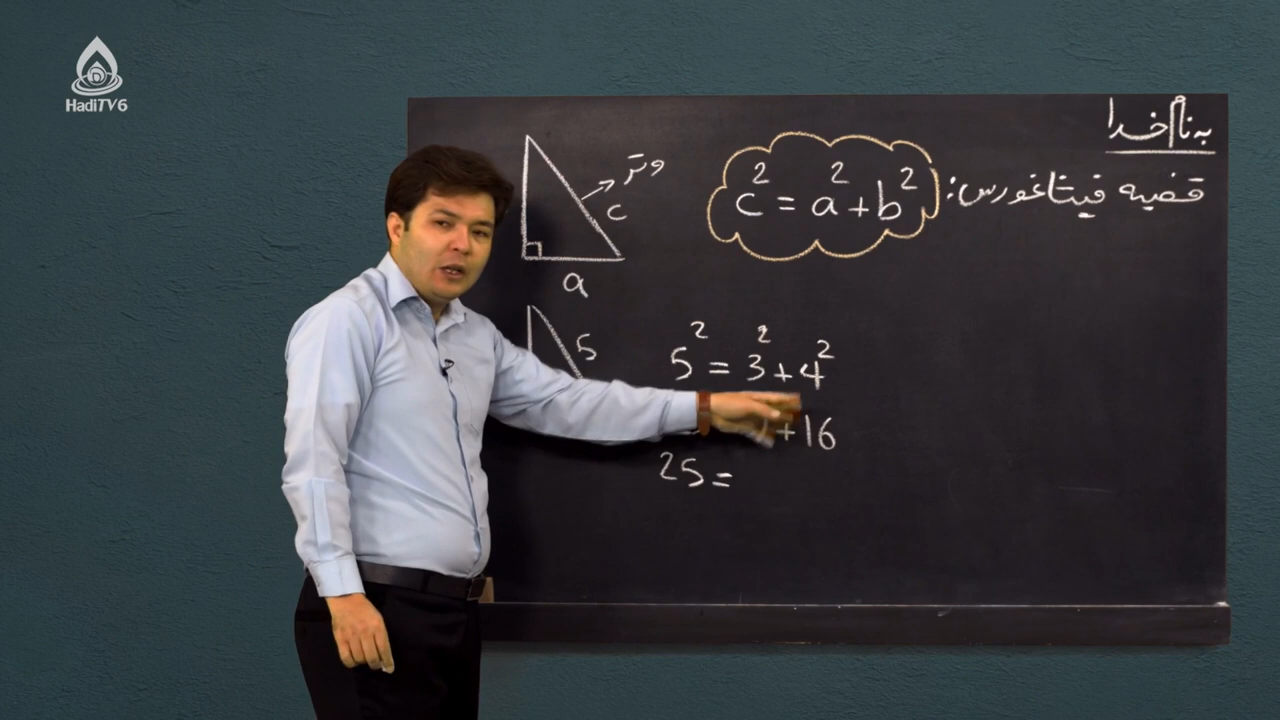 HadiTV6
به نام خدا
قضیه فیثاغورس:
c² = a² + b²
وتر
c
a
5
5² = 3² + 4²
+ 16
25 =